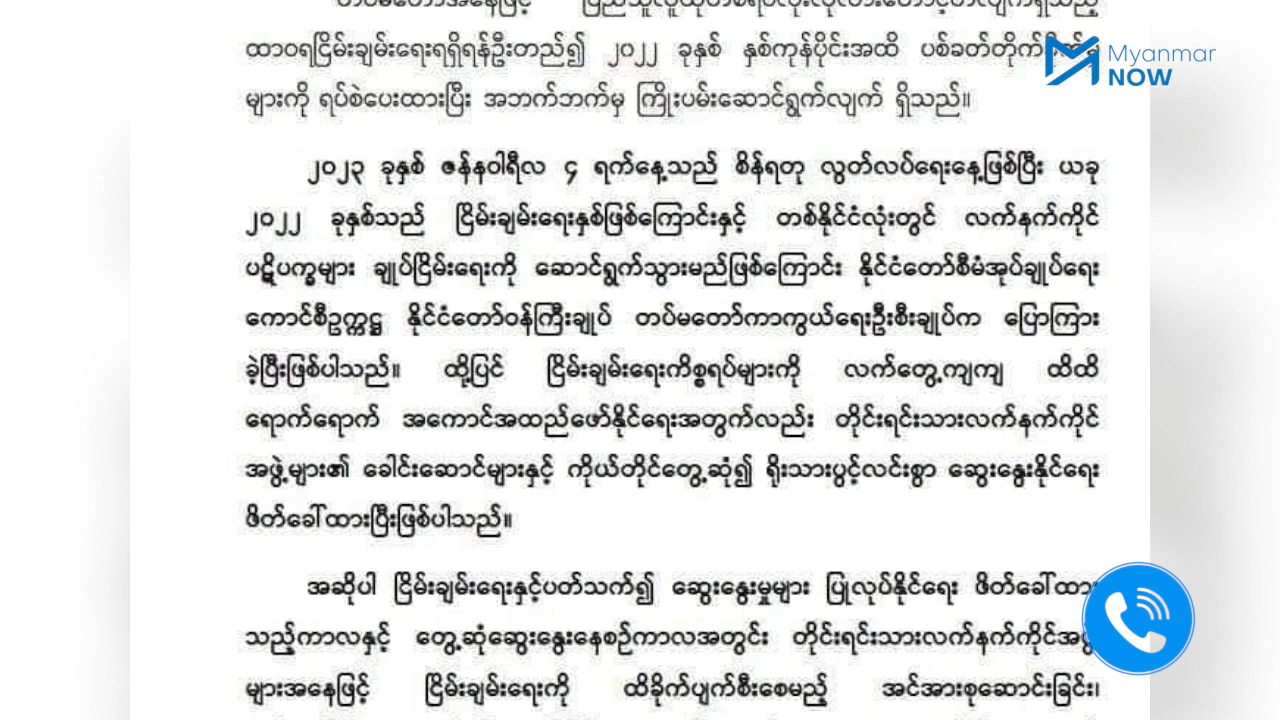 ထာဝရငြိမ်းချမ်းရေးရရှိရန်ဦးတည်၍ ၂၀၂၂ ခုနှစ် နှစ်ကုန်ပိုင်းအထိ
Myanmar
NOW
များကို ရပ်စဲပေးထားပြီး အဘက်ဘက်မှ ကြိုးပမ်းဆောင်ရွက်လျက် ရှိသည်။
၂၀၂၃ ခုနှစ် ဇန်နဝါရီလ ၄ ရက်နေ့သည် စိန်ရတု လွတ်လပ်ရေးနေ့ဖြစ်ပြီး ယခု
၂၀၂၂ ခုနှစ်သည် ငြိမ်းချမ်းရေးနှစ်ဖြစ်ကြောင်းနှင့် တစ်နိုင်ငံလုံးတွင် လက်နက်ကိုင်
ပဋိပက္ခများ ချုပ်ငြိမ်းရေးကို ဆောင်ရွက်သွားမည်ဖြစ်ကြောင်း နိုင်ငံတော်စီမံအုပ်ချုပ်ရေး
ကောင်စီဥက္ကဋ္ဌ နိုင်ငံတော်ဝန်ကြီးချုပ် တပ်မတော်ကာကွယ်ရေးဦးစီးချုပ်က ပြောကြား
ခဲ့ပြီးဖြစ်ပါသည်။ ထို့ပြင် ငြိမ်းချမ်းရေးကိစ္စရပ်များကို လက်တွေ့ကျကျ ထိထိ
ရောက်ရောက် အကောင်အထည်ဖော်နိုင်ရေးအတွက်လည်း တိုင်းရင်းသားလက်နက်ကိုင်
အဖွဲ့များ၏ ခေါင်းဆောင်များနှင့် ကိုယ်တိုင်တွေ့ဆုံ၍ ရိုးသားပွင့်လင်းစွာ ဆွေးနွေးနိုင်ရေး
ဖိတ်ခေါ်ထားပြီးဖြစ်ပါသည်။
အဆိုပါ ငြိမ်းချမ်းရေးနှင့်ပတ်သက်၍ ဆွေးနွေးမှုများ ပြုလုပ်နိုင်ရေး ဖိတ်ခေါ်ထား
သည့်ကာလနှင့် တွေ့ဆုံဆွေးနွေးနေစဉ်ကာလအတွင်း တိုင်းရင်းသားလက်နက်ကိုင်အဖွဲ့
များအနေဖြင့် ငြိမ်းချမ်းရေးကို ထိခိုက်ပျက်စီးစေမည့် အင်အားစုဆောင်းခြင်း၊